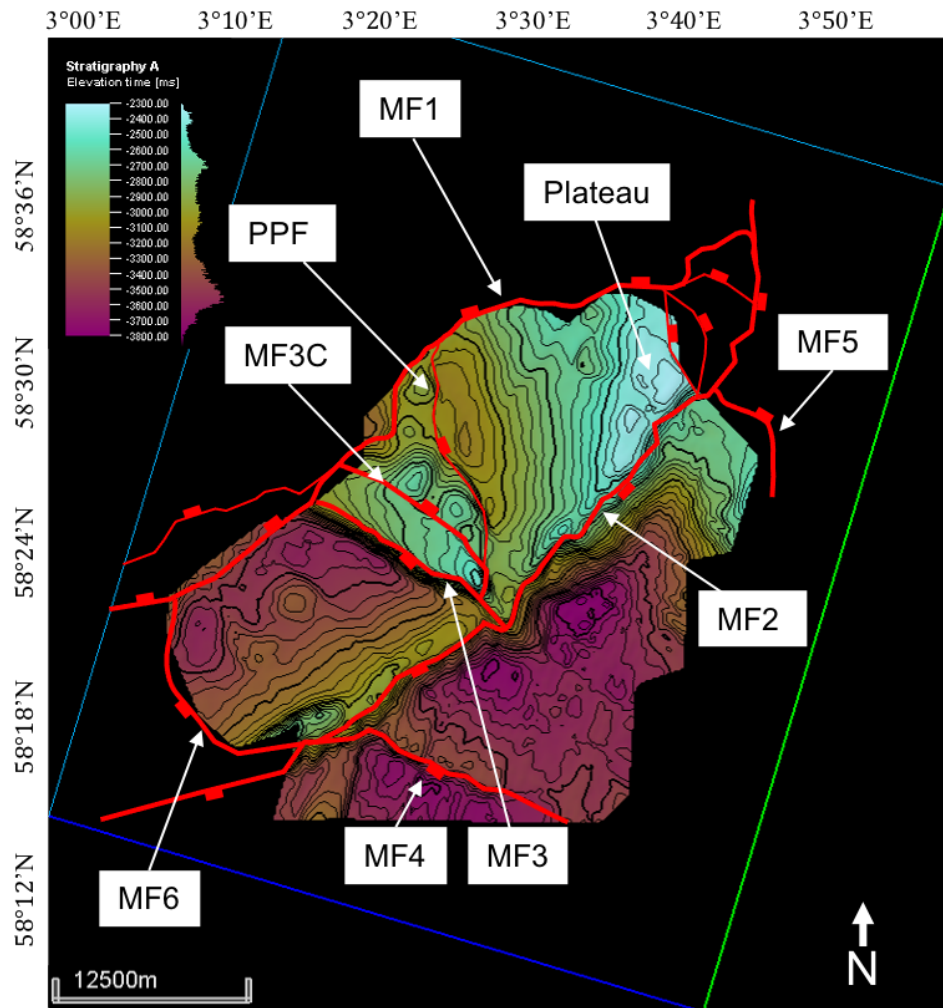 3°00'E 3°10'E 3°20'E 3°30'E 3°40'E 3°50'E
58°36'N
58°30'N
58°24'N
58°18'N
58°12'N
Stratigraphy A
Elevation time [ms]
-2300.00
-2400.00
-2500.00
-2600.00
-2700.00
-2800.00
-2900.00
-3000.00
-3100.00
-3200.00
-3300.00
-3400.00
-3500.00
-3600.00
-3700.00
-3800.00
MF1
Plateau
PPF
MF3C
MF5
MF2
MF4
MF3
MF6
12500m
N